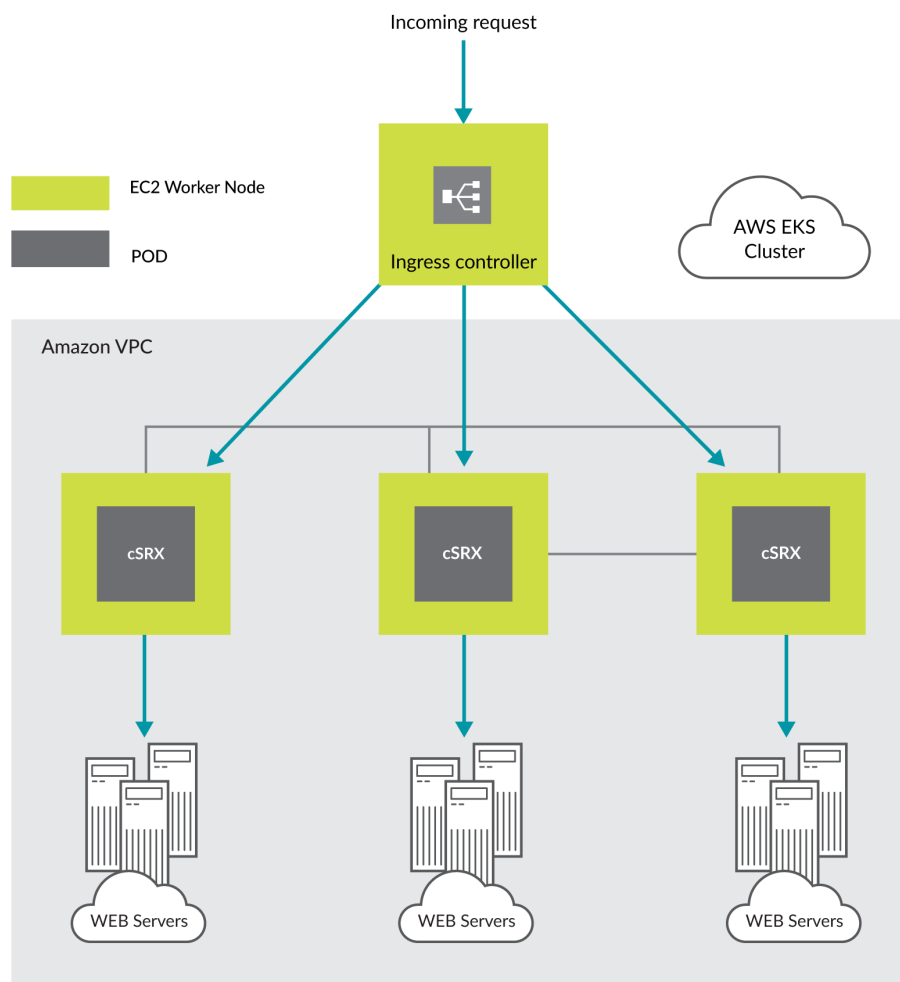 Incoming request
EC2 Worker Node
POD
Ingress controller
AWS EKS
Cluster
Amazon VPC
cSRX
cSRX
cSRX
WEB Servers
WEB Servers
WEB Servers